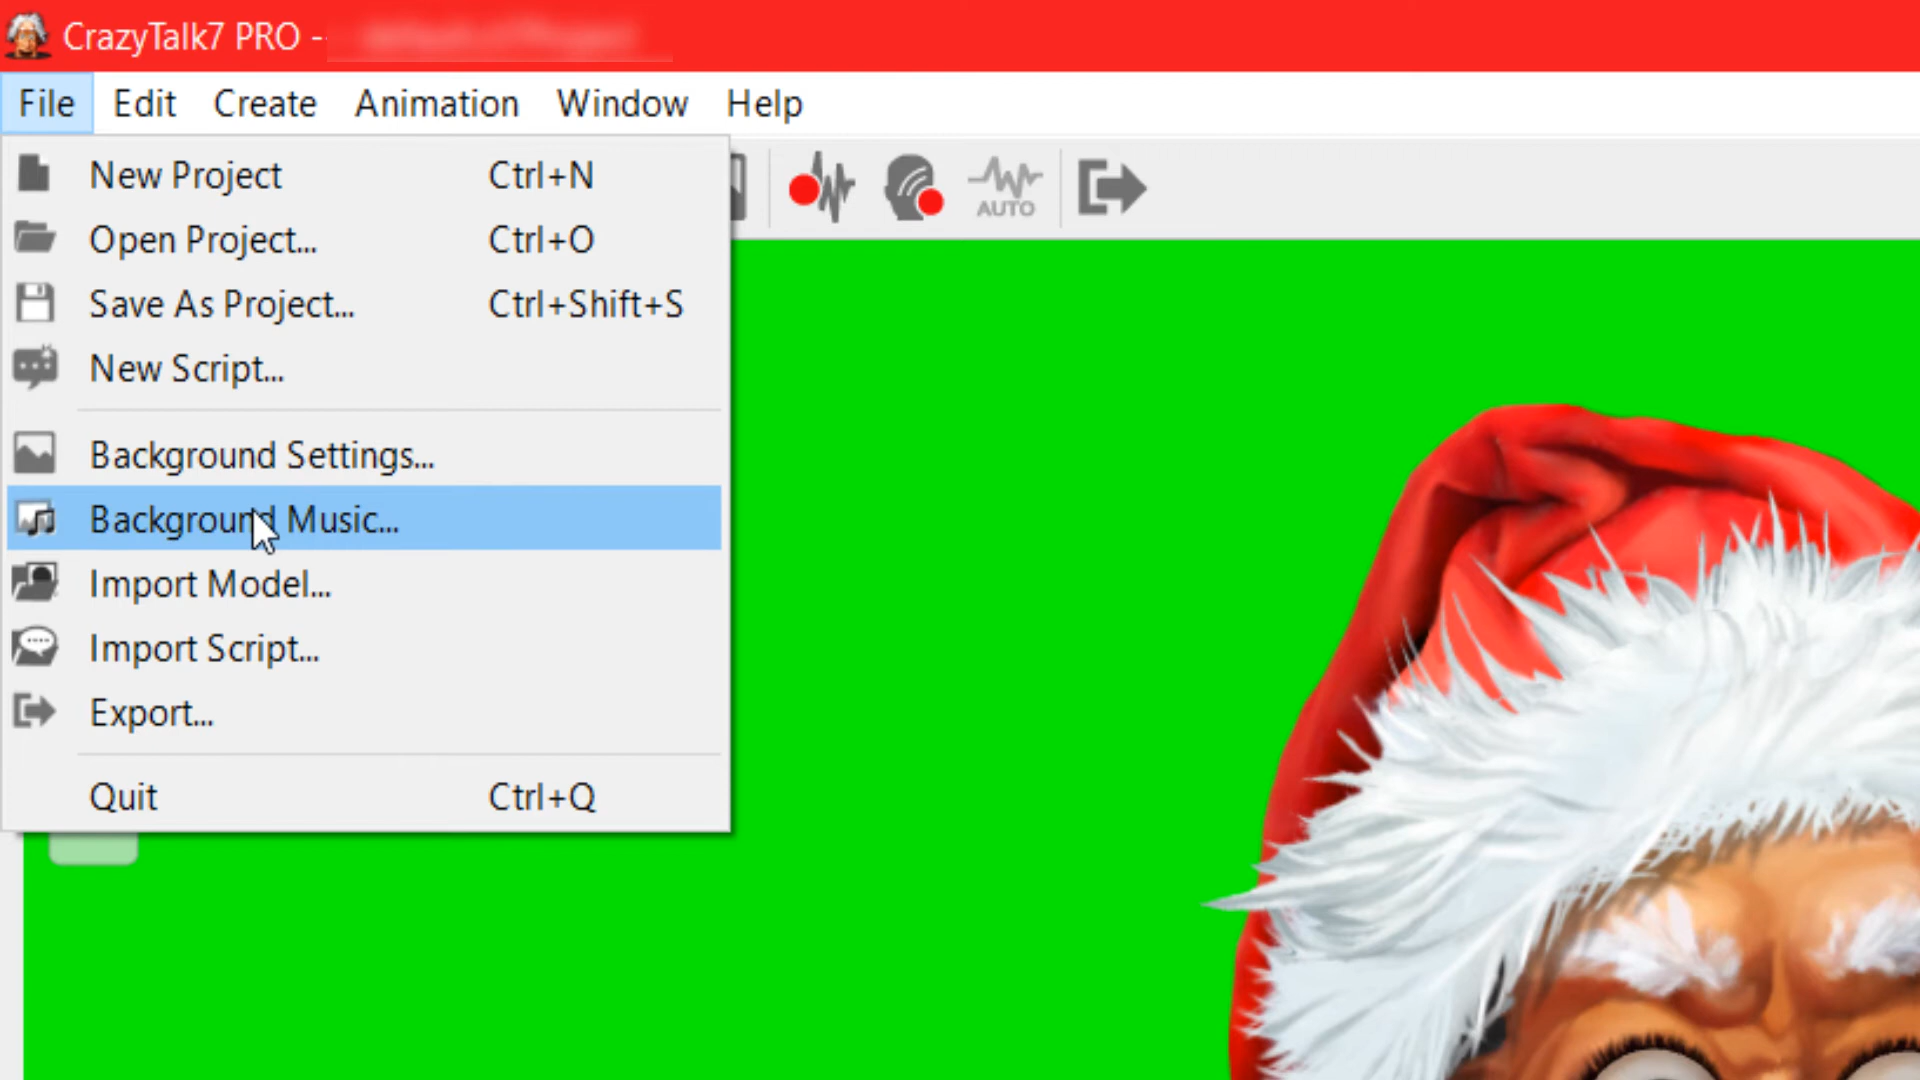 CrazyTalk7 PRO --
File Edit Create Animation Window Help
New Project Ctrl+N
Open Project... Ctrl+O
Save As Project... Ctrl+Shift+S
New Script...
AUTO
Background Settings...
Background Music...
Import Model...
Import Script...
Export...
Quit Ctrl+Q